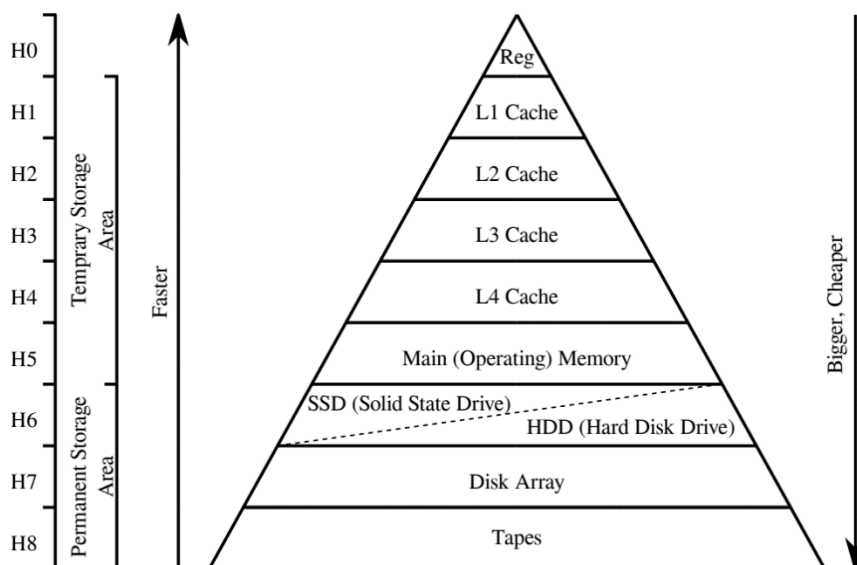 H0
Reg
H1
L1 Cache
H2
L2 Cache
H3
L3 Cache
H4
L4 Cache
H5
Main (Operating) Memory
H6
SSD (Solid State Drive)
HDD (Hard Disk Drive)
H7
Disk Array
H8
Tapes
Temprary Storage
Area
Permanent Storage
Area
Faster
Bigger, Cheaper